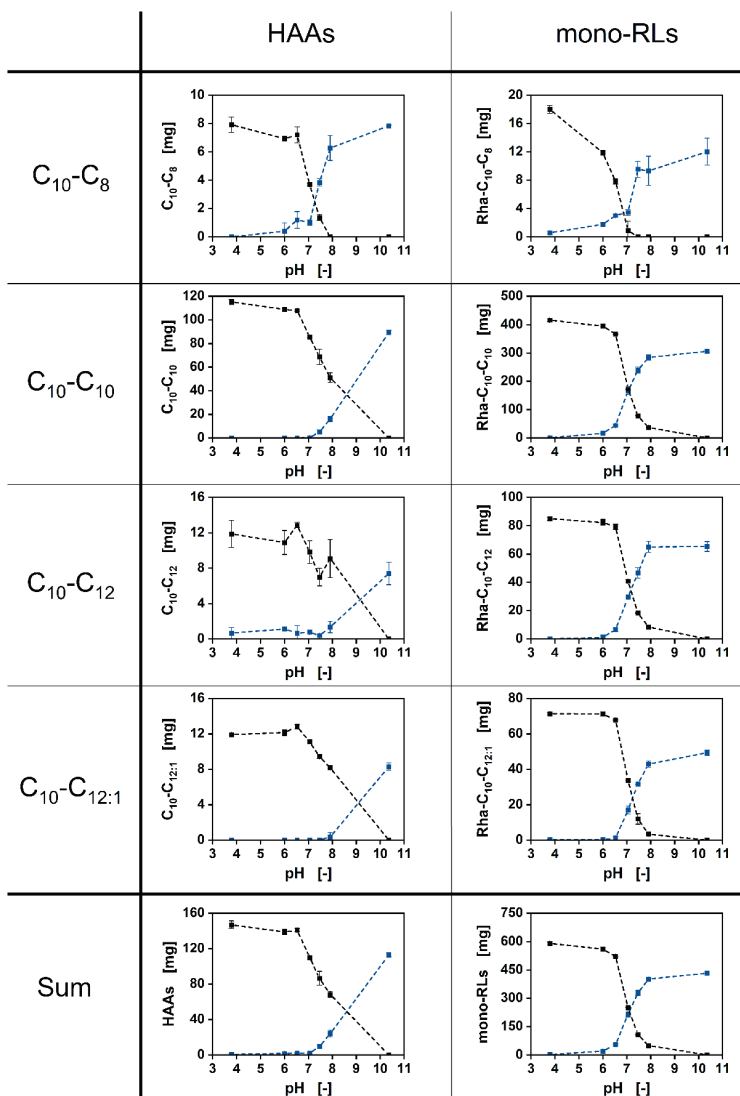 HAAs mono-RLs
C₁₀-C₈
C₁₀-C₈ [mg]
10
8
6
4
2
0
3 4 5 6 7 8 9 10 11
pH [-]
Rha-C₁₀-C₈ [mg]
20
16
12
8
4
0
3 4 5 6 7 8 9 10 11
pH [-]
C₁₀-C₁₀
C₁₀-C₁₀ [mg]
120
100
80
60
40
20
0
3 4 5 6 7 8 9 10 11
pH [-]
Rha-C₁₀-C₁₀ [mg]
500
400
300
200
100
0
3 4 5 6 7 8 9 10 11
pH [-]
C₁₀-C₁₂
C₁₀-C₁₂ [mg]
16
12
8
4
0
3 4 5 6 7 8 9 10 11
pH [-]
Rha-C₁₀-C₁₂ [mg]
100
80
60
40
20
0
3 4 5 6 7 8 9 10 11
pH [-]
C₁₀-C₁₂:₁
C₁₀-C₁₂:₁ [mg]
16
12
8
4
0
3 4 5 6 7 8 9 10 11
pH [-]
Rha-C₁₀-C₁₂:₁ [mg]
80
60
40
20
0
3 4 5 6 7 8 9 10 11
pH [-]
Sum
HAAs [mg]
160
120
80
40
0
3 4 5 6 7 8 9 10 11
pH [-]
mono-RLs [mg]
750
600
450
300
150
0
3 4 5 6 7 8 9 10 11
pH [-]